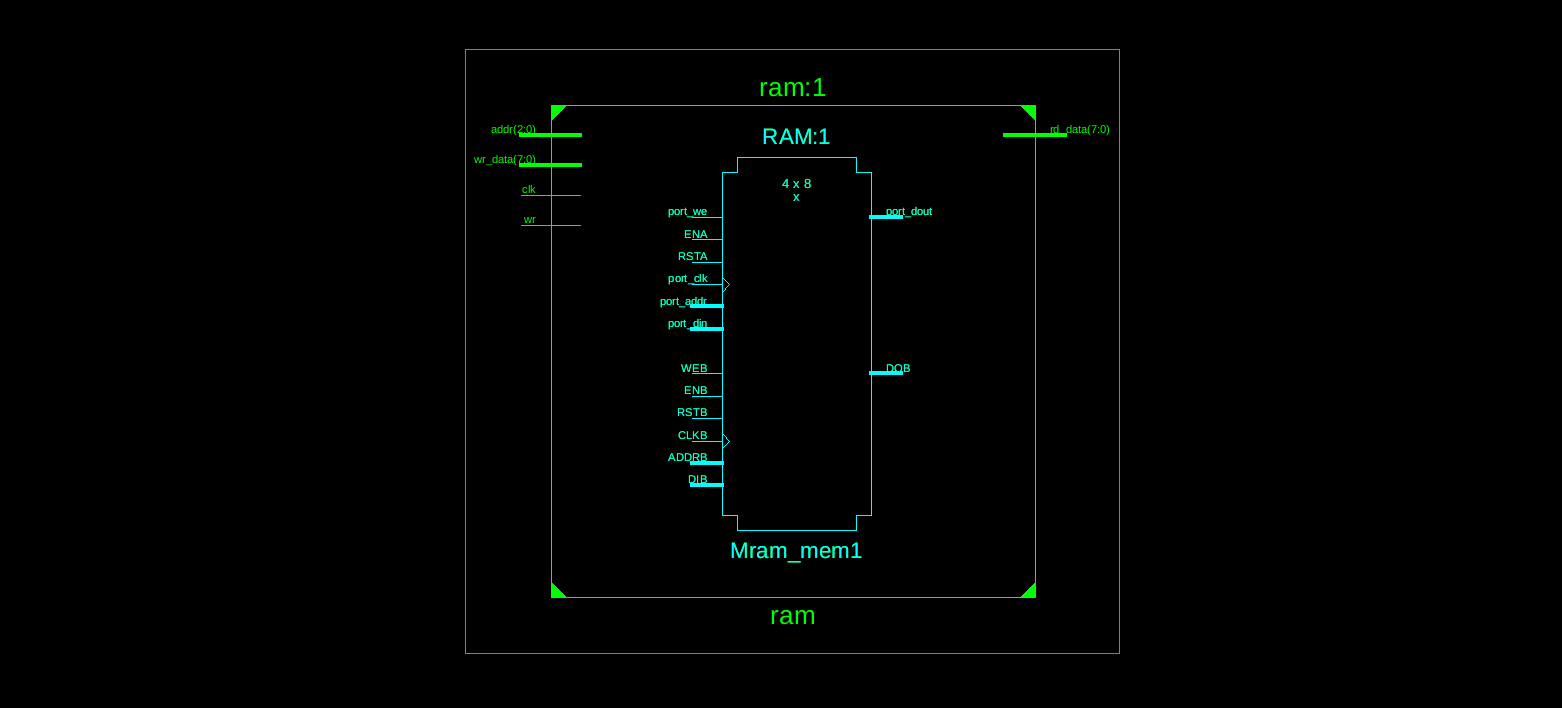 ram:1
addr(2:0)
rd_data(7:0)
RAM:1
wr_data(7:0)
4 x 8
x
clk
port_we
port_dout
wr
ENA
RSTA
port_clk
port_addr
port_din
WEB
DOB
ENB
RSTB
CLKB
ADDRB
DIB
Mram_mem1
ram